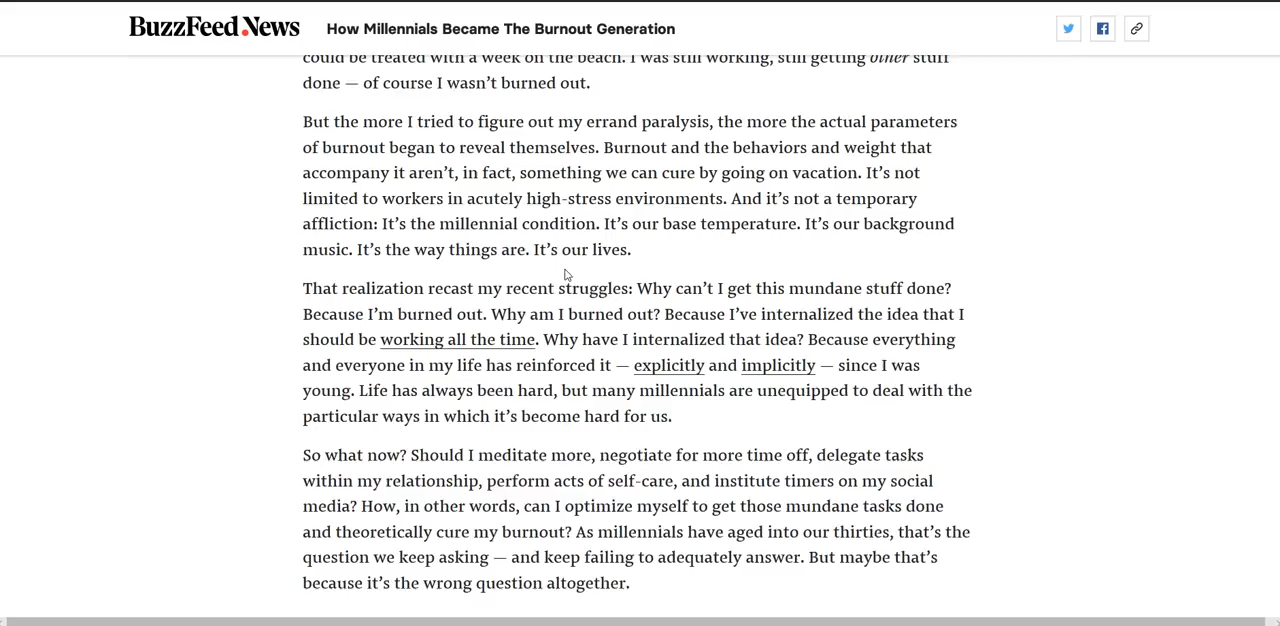 BuzzFeed News How Millennials Became The Burnout Generation
could be treated with a week on the beach. I was still working, still getting other stuff
done — of course I wasn’t burned out.
But the more I tried to figure out my errand paralysis, the more the actual parameters
of burnout began to reveal themselves. Burnout and the behaviors and weight that
accompany it aren’t, in fact, something we can cure by going on vacation. It’s not
limited to workers in acutely high-stress environments. And it’s not a temporary
affliction: It’s the millennial condition. It’s our base temperature. It’s our background
music. It’s the way things are. It’s our lives.
That realization recast my recent struggles: Why can’t I get this mundane stuff done?
Because I’m burned out. Why am I burned out? Because I’ve internalized the idea that I
should be working all the time. Why have I internalized that idea? Because everything
and everyone in my life has reinforced it — explicitly and implicitly — since I was
young. Life has always been hard, but many millennials are unequipped to deal with the
particular ways in which it’s become hard for us.
So what now? Should I meditate more, negotiate for more time off, delegate tasks
within my relationship, perform acts of self-care, and institute timers on my social
media? How, in other words, can I optimize myself to get those mundane tasks done
and theoretically cure my burnout? As millennials have aged into our thirties, that’s the
question we keep asking — and keep failing to adequately answer. But maybe that’s
because it’s the wrong question altogether.